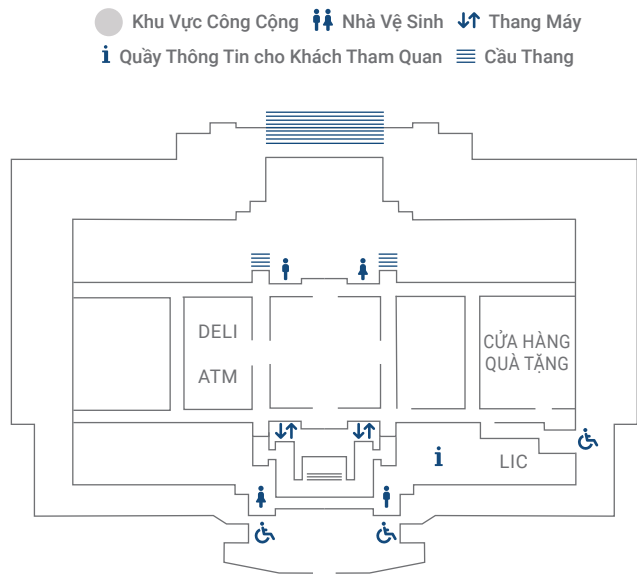 Khu Vực Công Cộng Nhà Vệ Sinh Thang Máy
i Quầy Thông Tin cho Khách Tham Quan Cầu Thang
DELI
ATM
CỬA HÀNG
QUÀ TẶNG
i
LIC